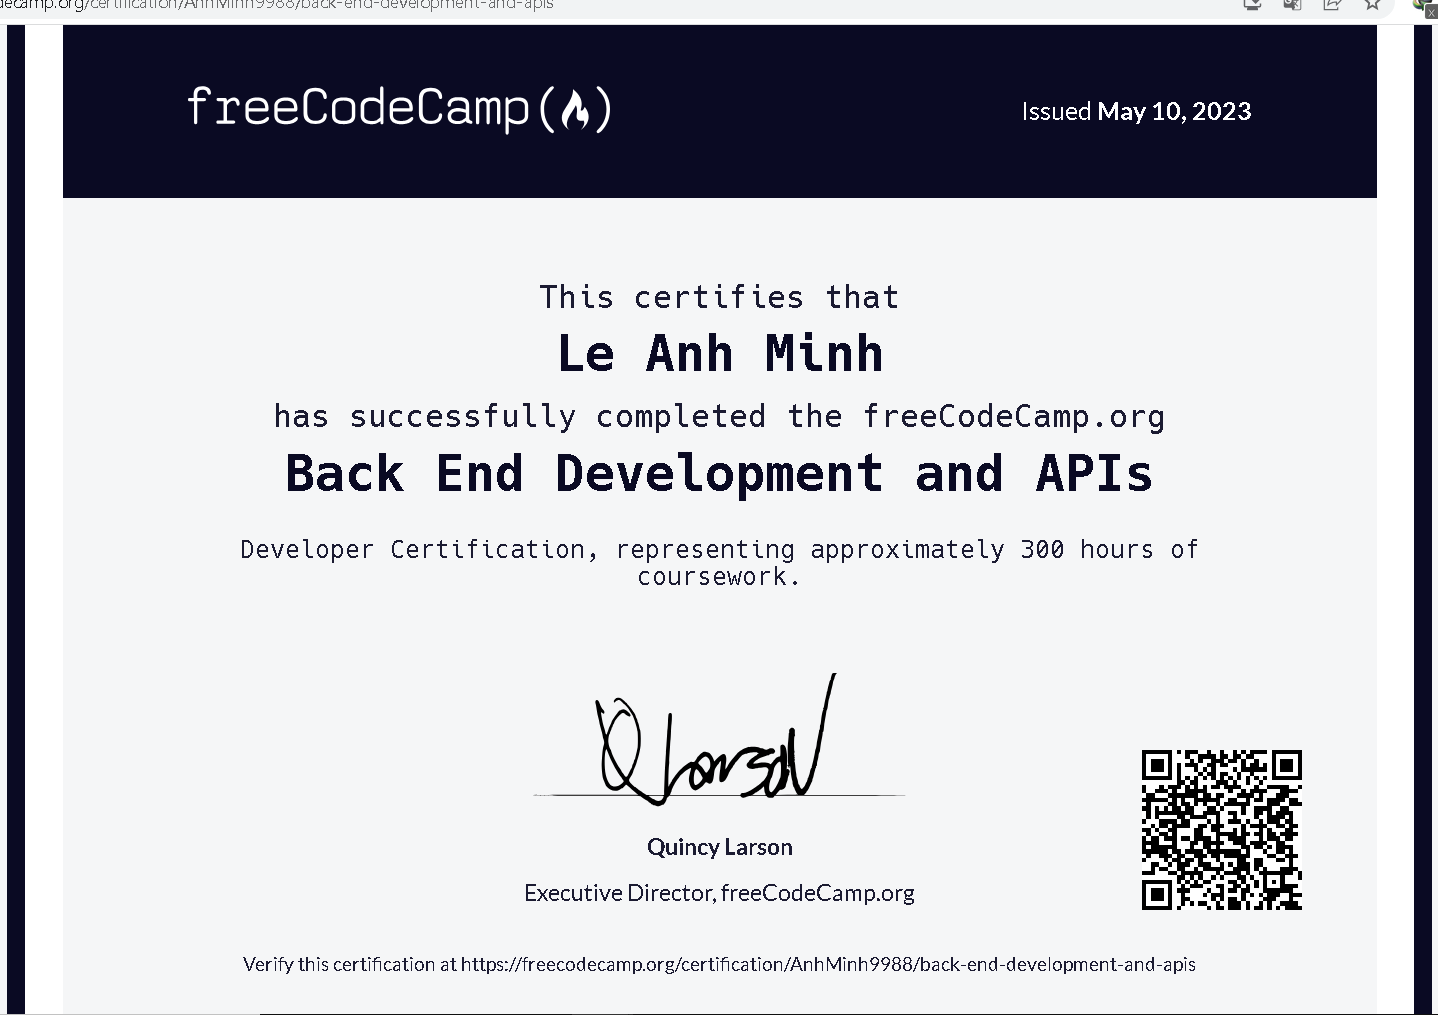 decamp.org/certification/AnhMinh9988/back-end-development-and-apis
freeCodeCamp
Issued May 10, 2023
This certifies that
Le Anh Minh
has successfully completed the freeCodeCamp.org
Back End Development and APIs
Developer Certification, representing approximately 300 hours of
coursework.
Q Larson
Quincy Larson
Executive Director, freeCodeCamp.org
Verify this certification at https://freecodecamp.org/certification/AnhMinh9988/back-end-development-and-apis